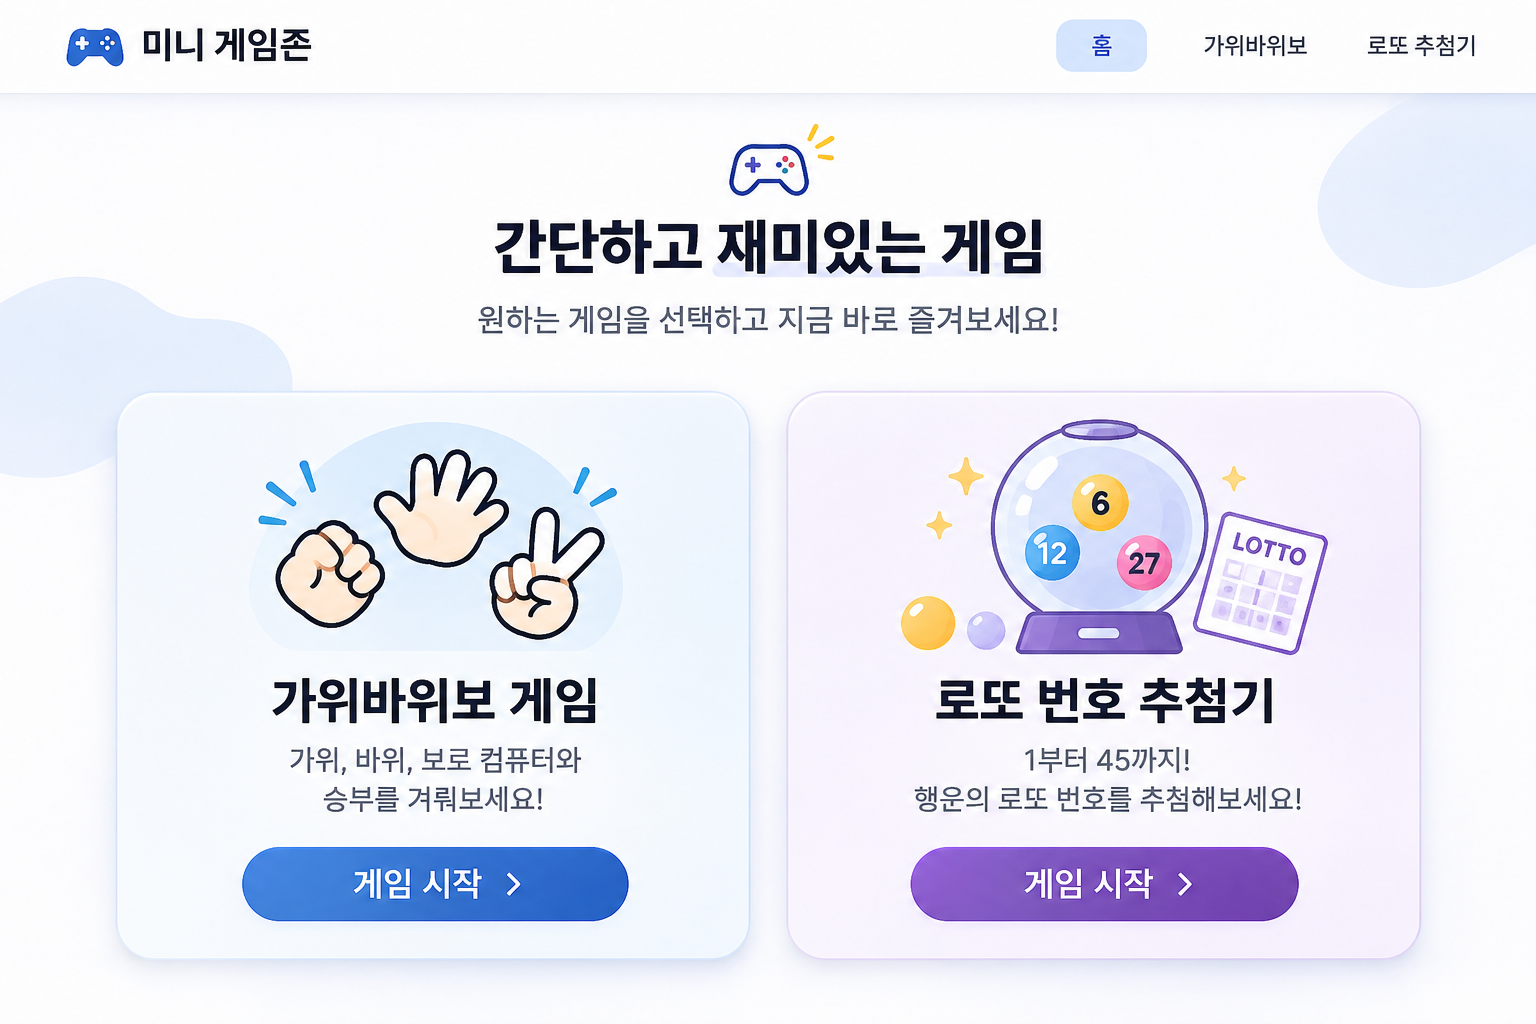 미니 게임존
홈
가위바위보
로또 추첨기
간단하고 재미있는 게임
원하는 게임을 선택하고 지금 바로 즐겨보세요!
6
12
27
LOTTO
가위바위보 게임
가위, 바위, 보로 컴퓨터와
승부를 겨뤄보세요!
게임 시작
로또 번호 추첨기
1부터 45까지!
행운의 로또 번호를 추첨해보세요!
게임 시작